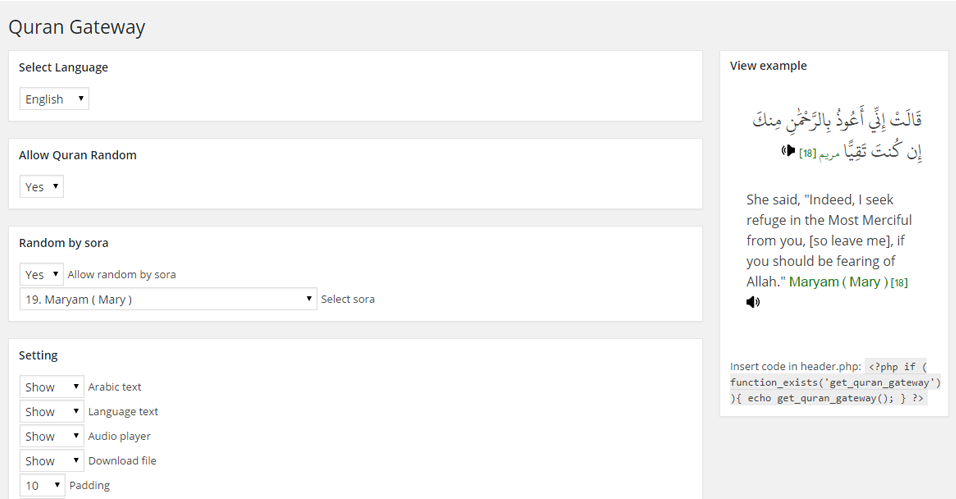 Quran Gateway
Select Language
English
Allow Quran Random
Yes
Random by sora
Yes Allow random by sora
19. Maryam ( Mary ) Select sora
Setting
Show Arabic text
Show Language text
Show Audio player
Show Download file
10 Padding
View example
قَالَتْ إِنِّي أَعُوذُ بِالرَّحْمَٰنِ مِنكَ
إِن كُنتَ تَقِيًّا مريم [18]
She said, "Indeed, I seek
refuge in the Most Merciful
from you, [so leave me], if
you should be fearing of
Allah." Maryam ( Mary ) [18]
Insert code in header.php: <?php if (
function_exists('get_quran_gateway')
){ echo get_quran_gateway(); } ?>